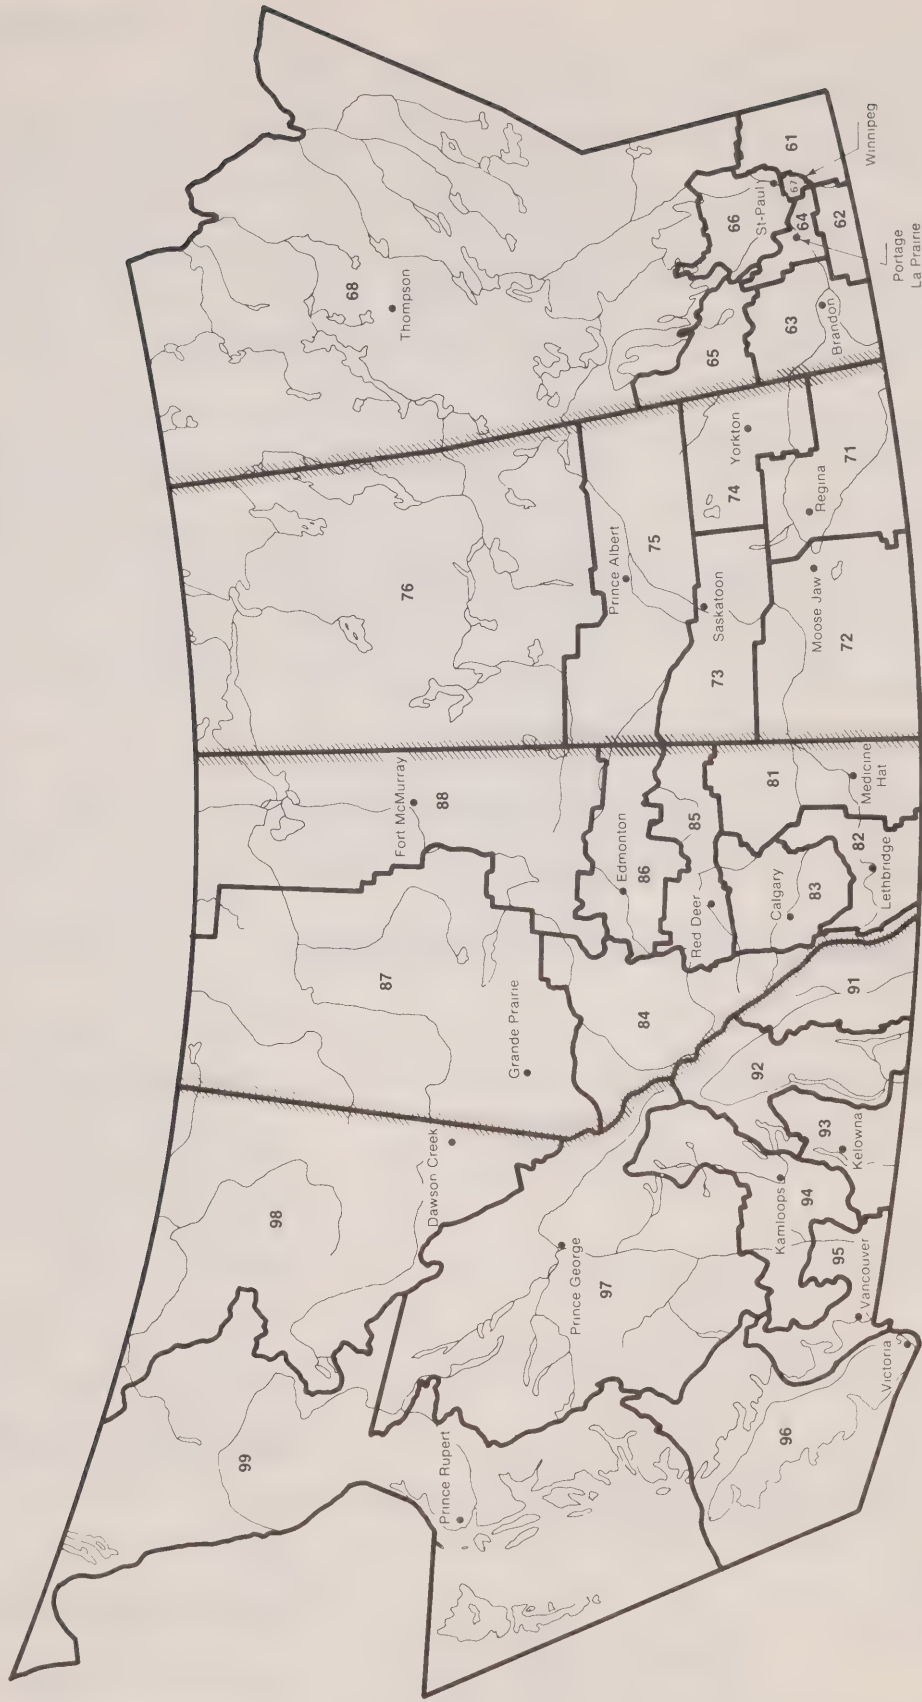 99
Prince Rupert
98
Dawson Creek
Prince George
97
96
Victoria
Vancouver
95
Kamloops
94
93
Kelowna
92
91
87
Grande Prairie
84
Fort McMurray
88
Edmonton
86
85
Red Deer
Calgary
83
81
82
Lethbridge
Medicine
Hat
76
Prince Albert
75
Saskatoon
73
74
Yorkton
Regina
71
Moose Jaw
72
68
Thompson
65
66
St-Paul
67
61
64
62
63
Brandon
Winnipeg
Portage
La Prairie